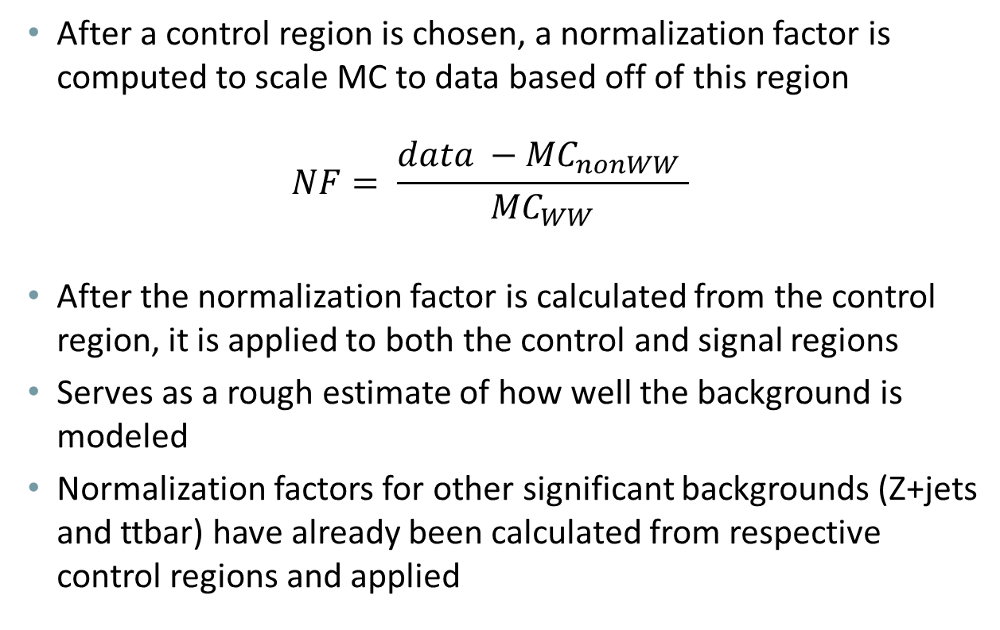 • After a control region is chosen, a normalization factor is
computed to scale MC to data based off of this region
NF = \frac{data - MC_{nonWW}}{MC_{WW}}
• After the normalization factor is calculated from the control
region, it is applied to both the control and signal regions
• Serves as a rough estimate of how well the background is
modeled
• Normalization factors for other significant backgrounds (Z+jets
and ttbar) have already been calculated from respective
control regions and applied